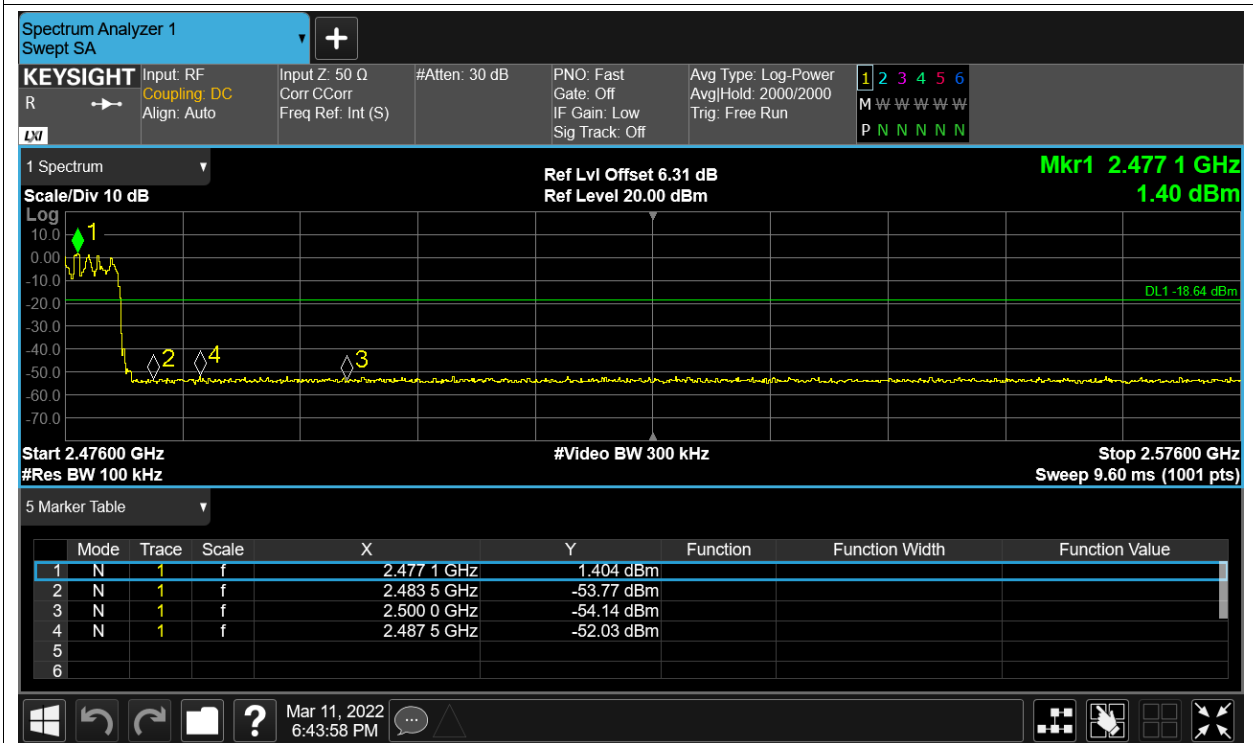 Spectrum Analyzer 1
Swept SA
+
KEYSIGHT Input: RF Input Z: 50 Ω #Atten: 30 dB PNO: Fast Avg Type: Log-Power 1 2 3 4 5 6
R Coupling: DC Corr CCorr Gate: Off Avg|Hold: 2000/2000 M W W W W W W
Align: Auto Freq Ref: Int (S) IF Gain: Low Trig: Free Run
LXI Sig Track: Off P N N N N N N
1 Spectrum Ref Lvl Offset 6.31 dB Mkr1 2.477 1 GHz
Scale/Div 10 dB Ref Level 20.00 dBm 1.40 dBm
Log
10.0 1
0.00
-10.0
DL1 -18.64 dBm
-20.0
-30.0
-40.0
2 4 3
-50.0
-60.0
-70.0
Start 2.47600 GHz #Video BW 300 kHz Stop 2.57600 GHz
#Res BW 100 kHz Sweep 9.60 ms (1001 pts)
5 Marker Table
Mode Trace Scale X Y Function Function Width Function Value
1 N 1 f 2.477 1 GHz 1.404 dBm
2 N 1 f 2.483 5 GHz -53.77 dBm
3 N 1 f 2.500 0 GHz -54.14 dBm
4 N 1 f 2.487 5 GHz -52.03 dBm
5
6
? Mar 11, 2022
6:43:58 PM